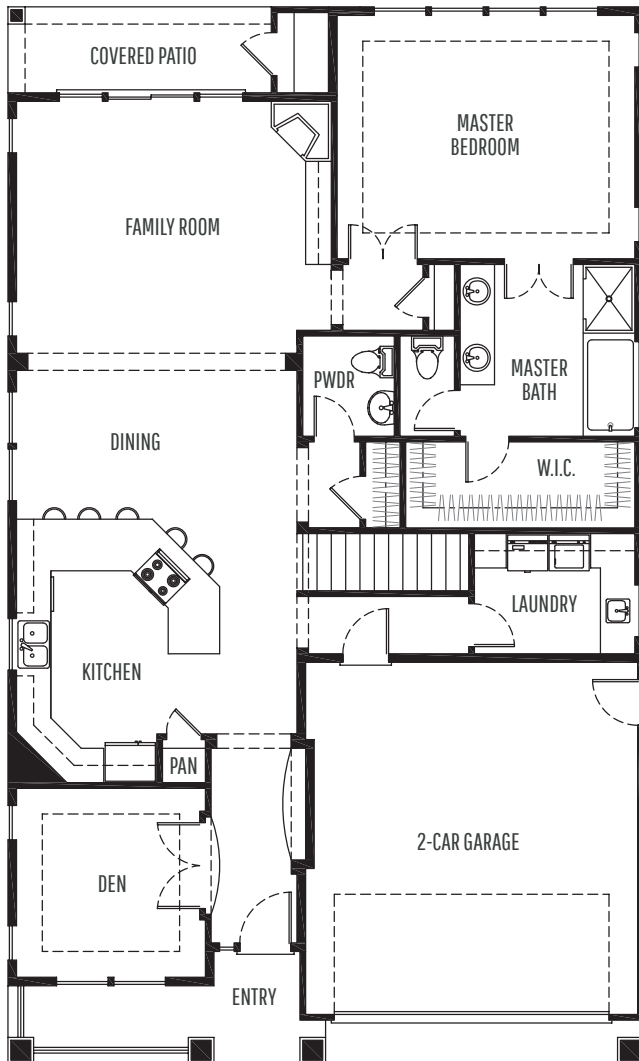 COVERED PATIO
MASTER
BEDROOM
FAMILY ROOM
PWDR
MASTER
BATH
DINING
W.I.C.
LAUNDRY
KITCHEN
PAN
2-CAR GARAGE
DEN
ENTRY